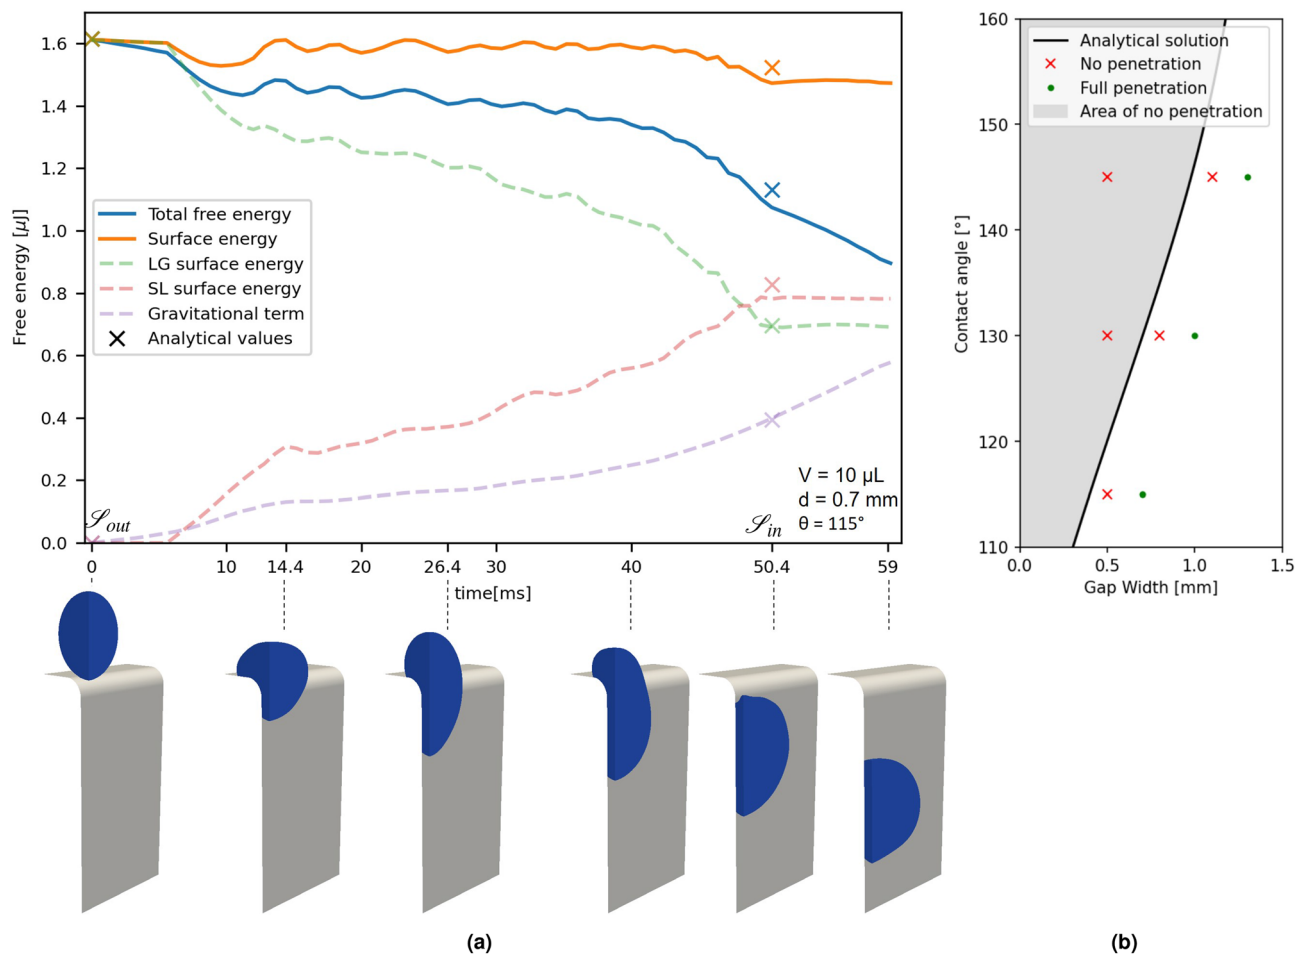 1.6
1.4
1.2
1.0
0.8
0.6
0.4
0.2
0.0
Free energy [μJ]
Total free energy
Surface energy
LG surface energy
SL surface energy
Gravitational term
Analytical values
𝒮out
V = 10 μL
d = 0.7 mm
θ = 115°
𝒮in
0 10 14.4 20 26.4 30 40 50.4 59
time[ms]
(a)
160
150
140
130
120
110
Contact angle [°]
Analytical solution
No penetration
Full penetration
Area of no penetration
0.0 0.5 1.0 1.5
Gap Width [mm]
(b)